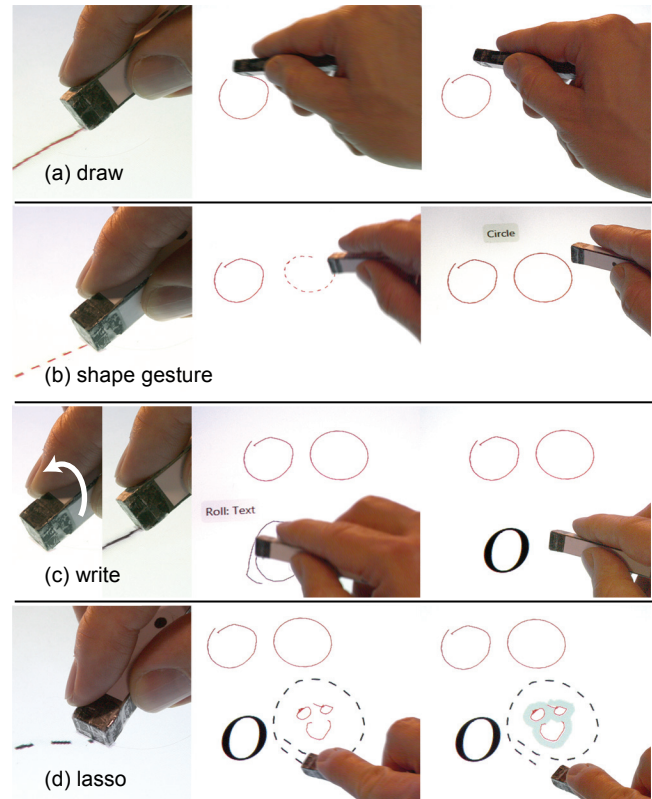 (a) draw
Circle
(b) shape gesture
Roll: Text
(c) write
O
(d) lasso
O
O